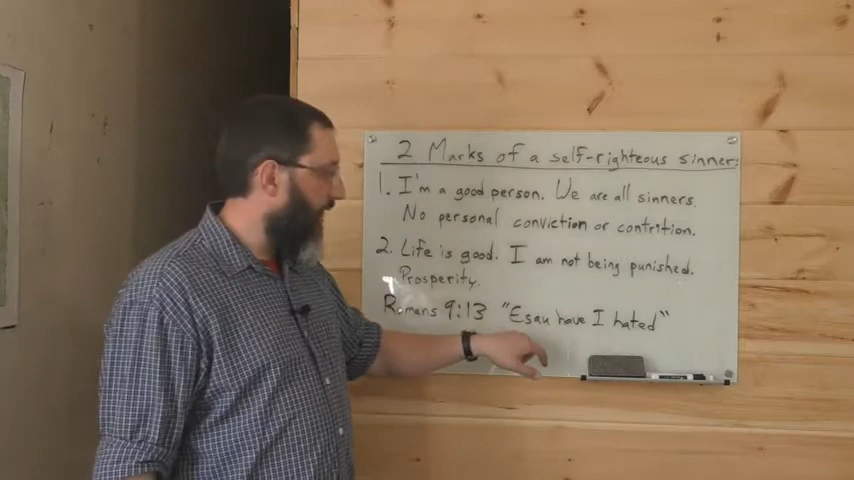 2 Marks of a self-righteous sinner:
1. I'm a good person. We are all sinners.
No personal conviction or contrition.
2. Life is good. I am not being punished.
Prosperity.
Romans 9:13 "Esau have I hated"